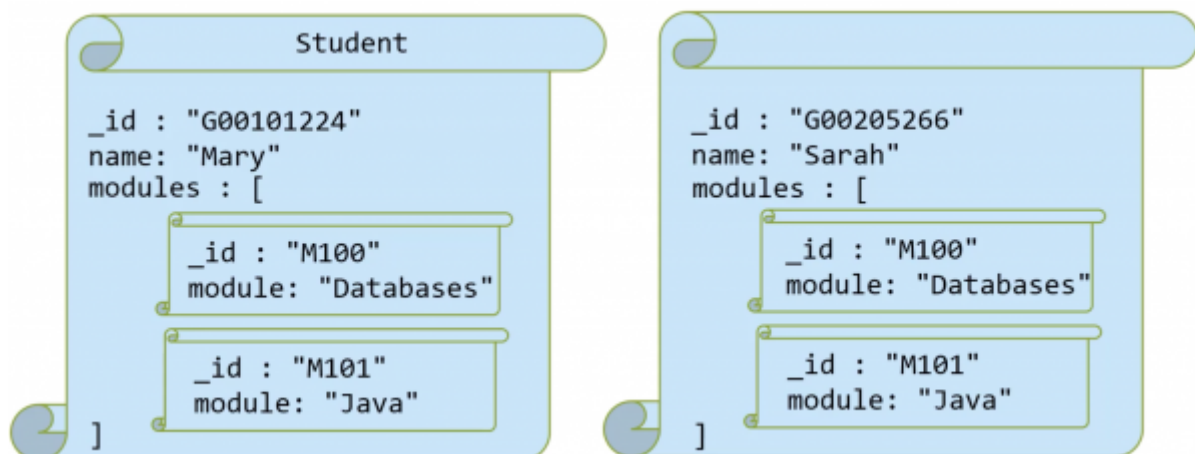 Student
_id : "G00101224"
name: "Mary"
modules : [
_id : "M100"
module: "Databases"
_id : "M101"
module: "Java"
]
_id : "G00205266"
name: "Sarah"
modules : [
_id : "M100"
module: "Databases"
_id : "M101"
module: "Java"
]